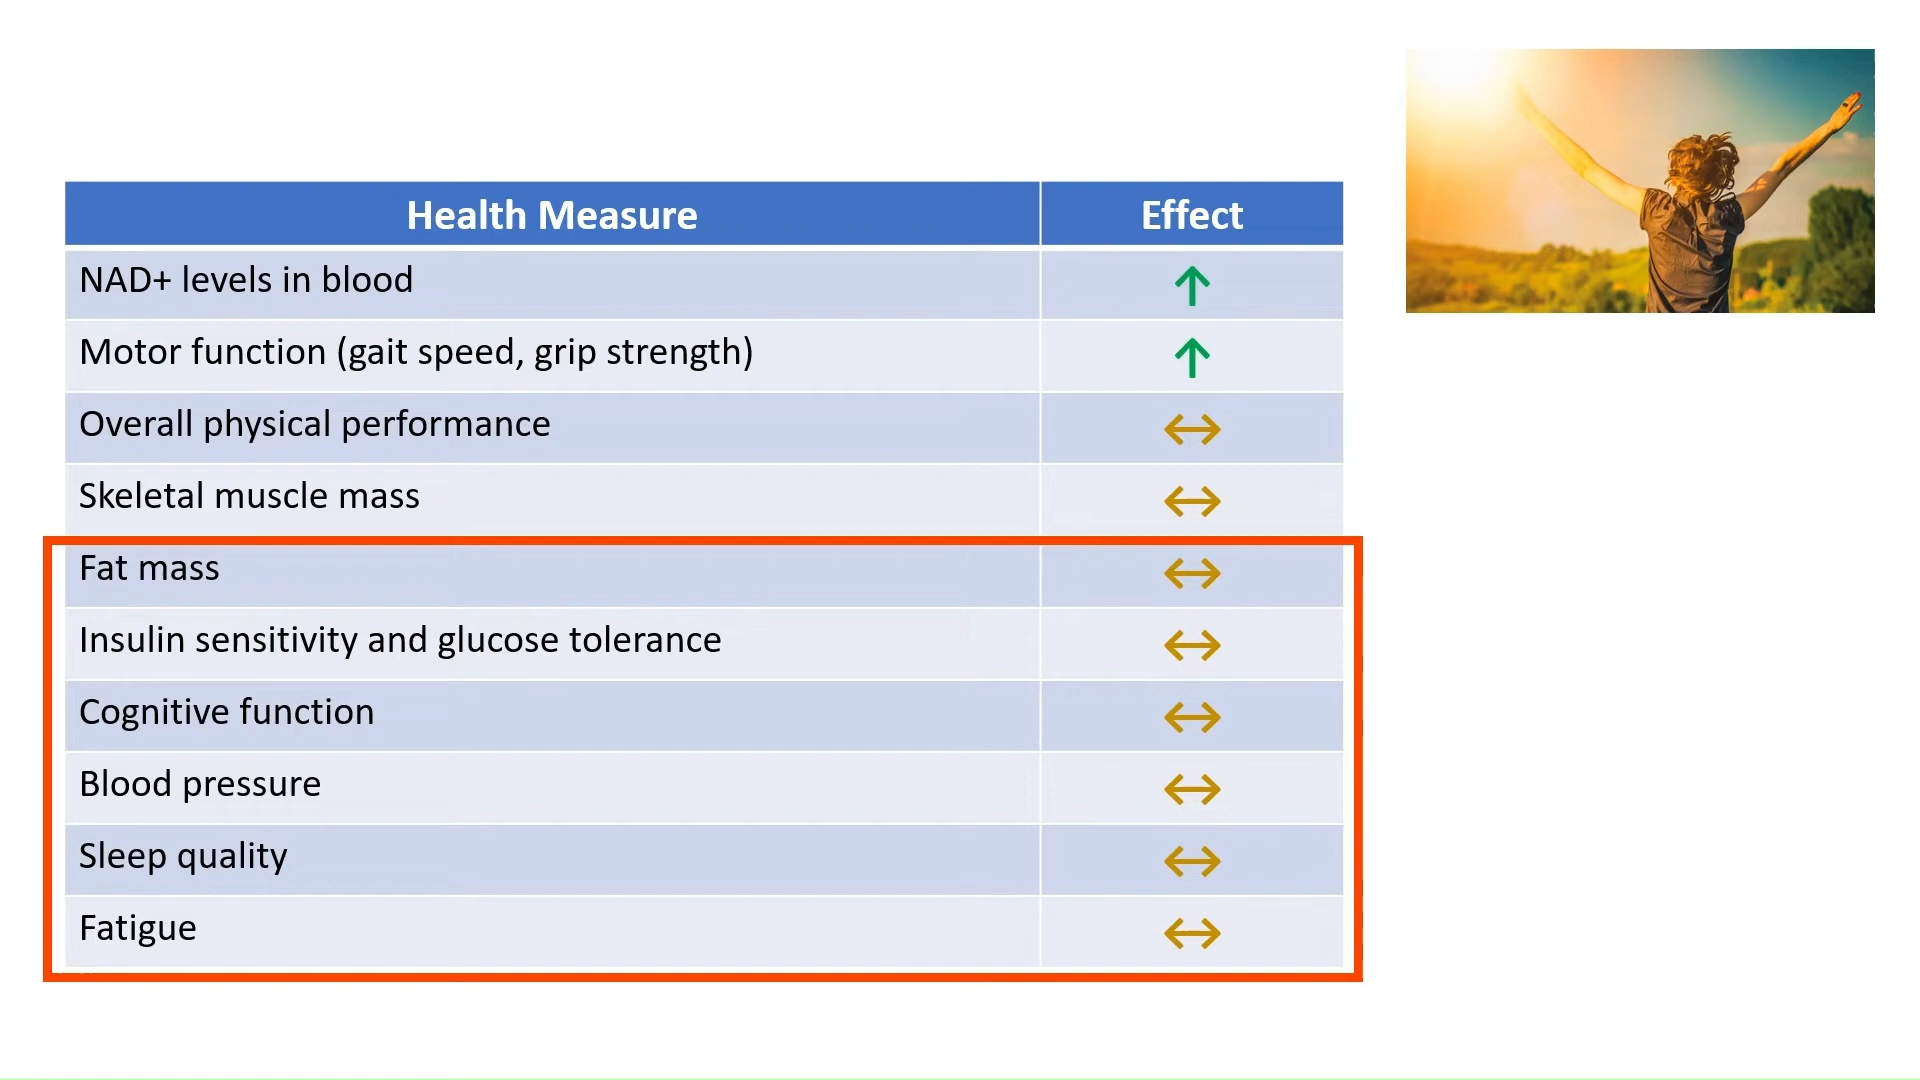 Health Measure Effect
NAD+ levels in blood ↑
Motor function (gait speed, grip strength) ↑
Overall physical performance ↔
Skeletal muscle mass ↔
Fat mass ↔
Insulin sensitivity and glucose tolerance ↔
Cognitive function ↔
Blood pressure ↔
Sleep quality ↔
Fatigue ↔